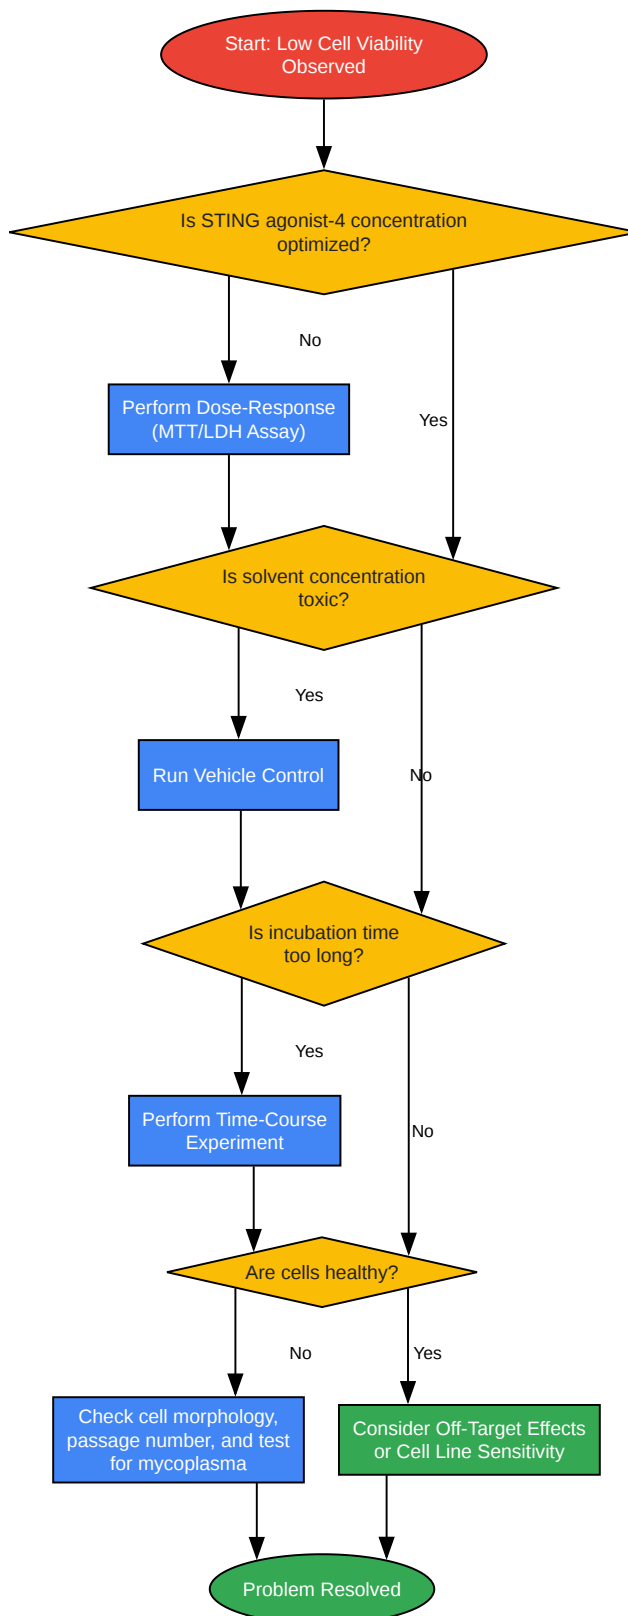 Start: Low Cell Viability
Observed
Is STING agonist-4 concentration
optimized?
No
Perform Dose-Response
(MTT/LDH Assay)
Yes
Is solvent concentration
toxic?
Yes
Run Vehicle Control
No
Is incubation time
too long?
Yes
Perform Time-Course
Experiment
No
Are cells healthy?
No
Yes
Check cell morphology,
passage number, and test
for mycoplasma
Consider Off-Target Effects
or Cell Line Sensitivity
Problem Resolved